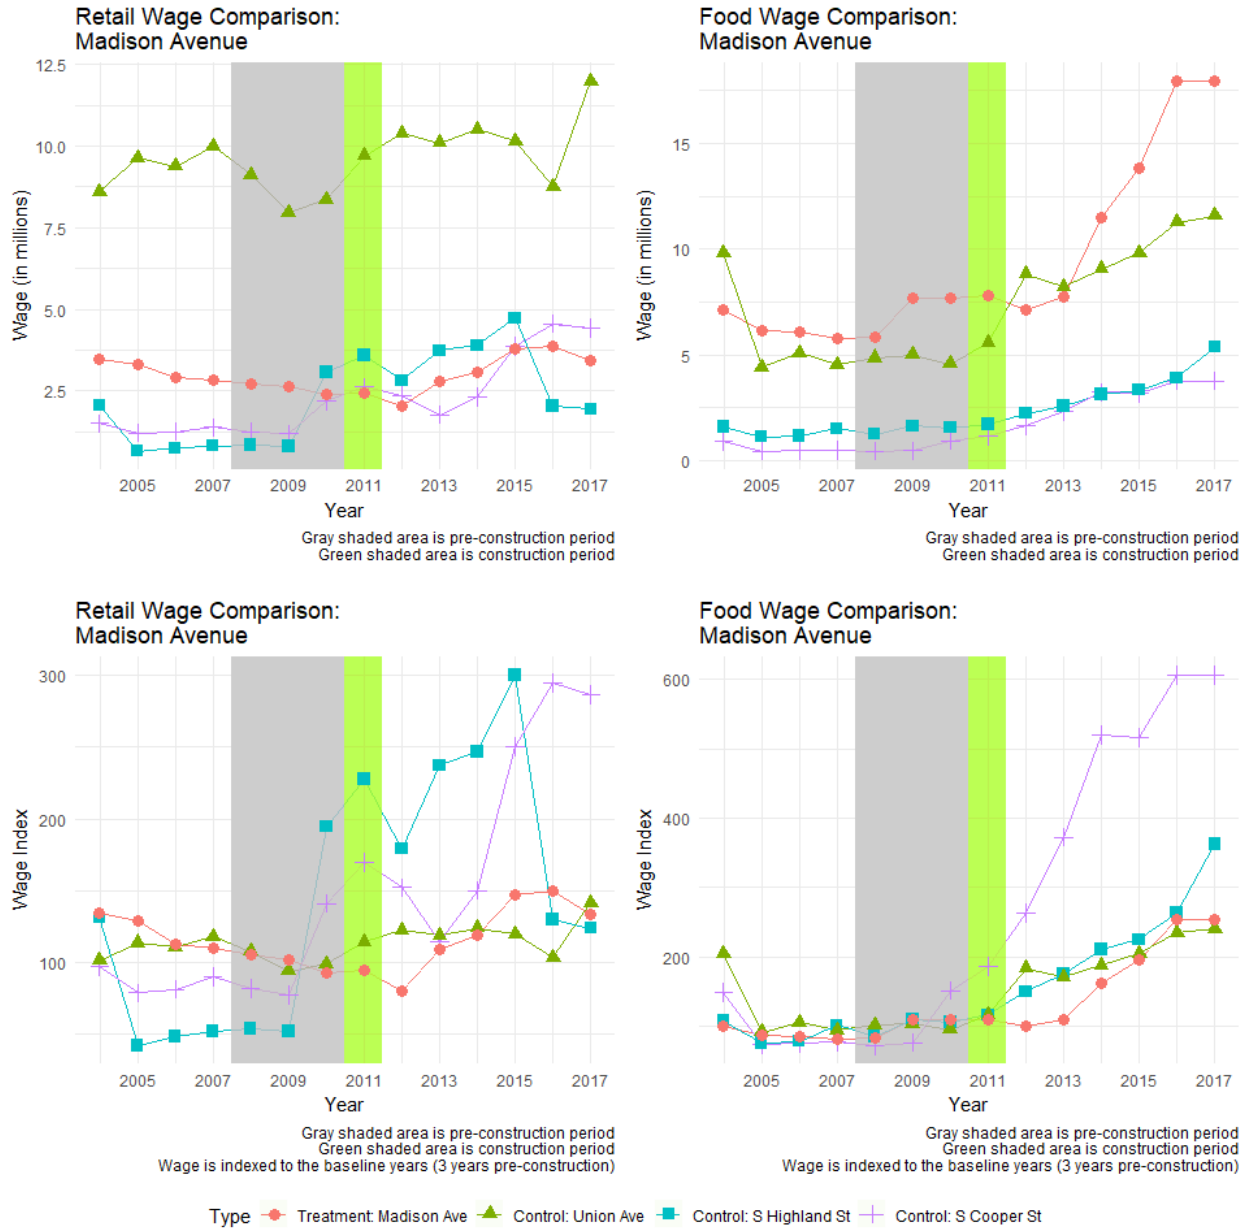 Retail Wage Comparison:
Madison Avenue
12.5
10.0
7.5
5.0
2.5
Wage (in millions)
2005 2007 2009 2011 2013 2015 2017
Year
Gray shaded area is pre-construction period
Green shaded area is construction period
Food Wage Comparison:
Madison Avenue
15
10
5
0
Wage (in millions)
2005 2007 2009 2011 2013 2015 2017
Year
Gray shaded area is pre-construction period
Green shaded area is construction period
Retail Wage Comparison:
Madison Avenue
300
200
100
Wage Index
2005 2007 2009 2011 2013 2015 2017
Year
Gray shaded area is pre-construction period
Green shaded area is construction period
Wage is indexed to the baseline years (3 years pre-construction)
Food Wage Comparison:
Madison Avenue
600
400
200
Wage Index
2005 2007 2009 2011 2013 2015 2017
Year
Gray shaded area is pre-construction period
Green shaded area is construction period
Wage is indexed to the baseline years (3 years pre-construction)
Type Treatment: Madison Ave Control: Union Ave Control: S Highland St Control: S Cooper St